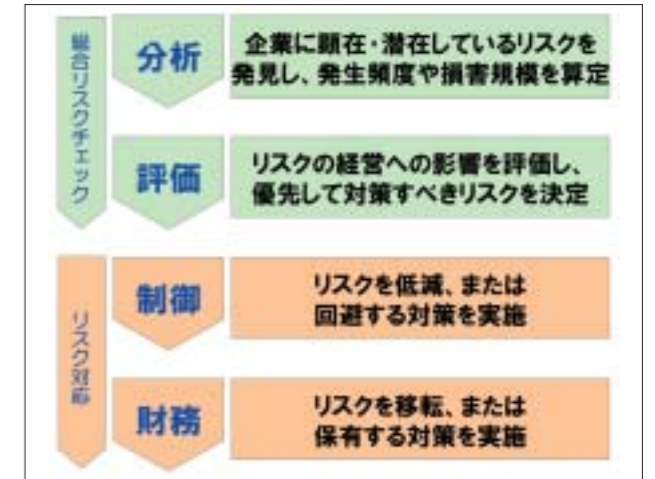 総合リスクチェック
分析
企業に顕在・潜在しているリスクを
発見し、発生頻度や損害規模を算定
評価
リスクの経営への影響を評価し、
優先して対策すべきリスクを決定
リスク対応
制御
リスクを低減、または
回避する対策を実施
財務
リスクを移転、または
保有する対策を実施